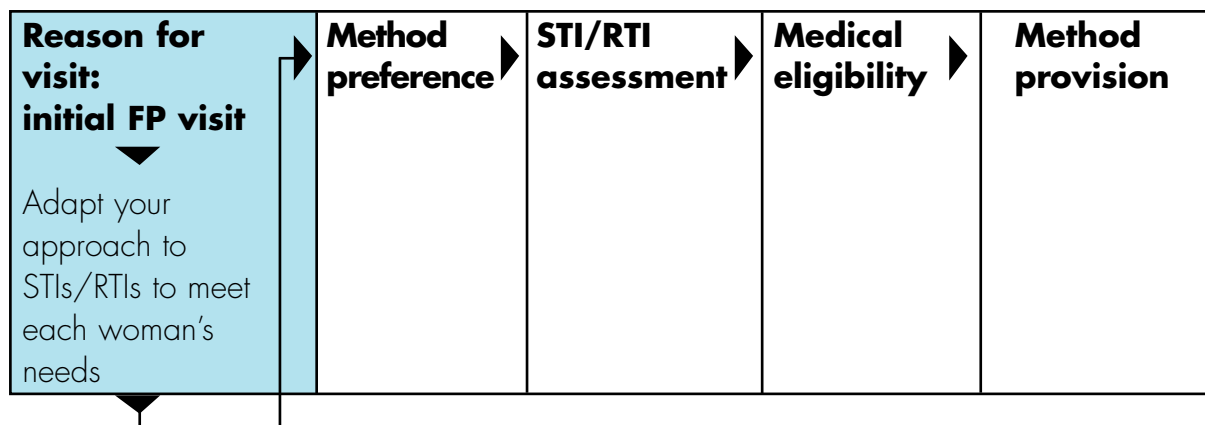 Reason for
visit:
initial FP visit
Adapt your
approach to
STIs/RTIs to meet
each woman's
needs
Method
preference
STI/RTI
assessment
Medical
eligibility
Method
provision